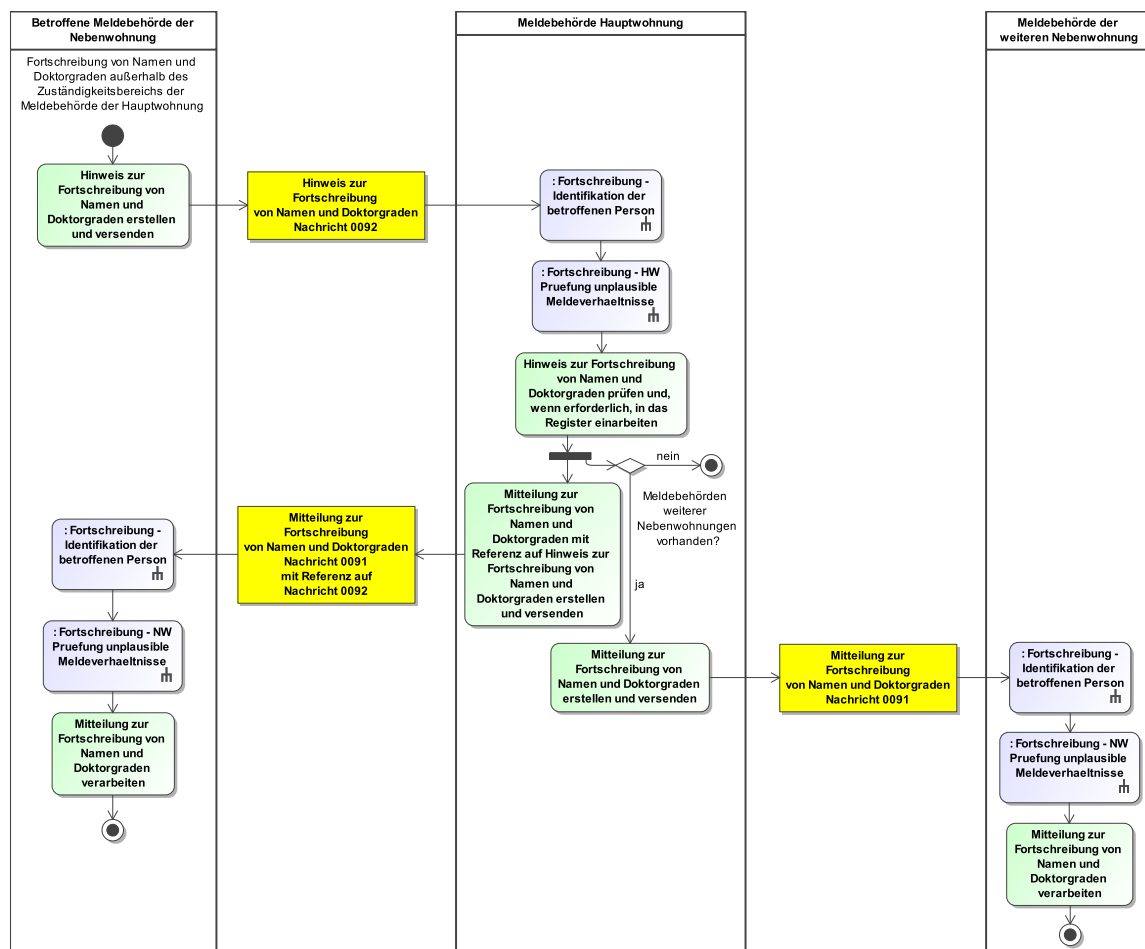 Betroffene Meldebehörde der
Nebenwohnung
Meldebehörde Hauptwohnung
Meldebehörde der
weiteren Nebenwohnung
Fortschreibung von Namen und
Doktorgraden außerhalb des
Zuständigkeitsbereichs der
Meldebehörde der Hauptwohnung
Hinweis zur
Fortschreibung von
Namen und
Doktorgraden erstellen
und versenden
Hinweis zur
Fortschreibung
von Namen und Doktorgraden
Nachricht 0092
: Fortschreibung -
Identifikation der
betroffenen Person
: Fortschreibung - HW
Pruefung unplausible
Meldeverhaeltnisse
Hinweis zur Fortschreibung
von Namen und
Doktorgraden prüfen und,
wenn erforderlich, in das
Register einarbeiten
nein
Meldebehörden
weiterer
Nebenwohnungen
vorhanden?
ja
Mitteilung zur
Fortschreibung von
Namen und
Doktorgraden mit
Referenz auf Hinweis zur
Fortschreibung von
Namen und
Doktorgraden erstellen
und versenden
Mitteilung zur
Fortschreibung
von Namen und Doktorgraden
Nachricht 0091
mit Referenz auf
Nachricht 0092
: Fortschreibung -
Identifikation der
betroffenen Person
: Fortschreibung - NW
Pruefung unplausible
Meldeverhaeltnisse
Mitteilung zur
Fortschreibung von
Namen und
Doktorgraden
verarbeiten
Mitteilung zur
Fortschreibung von
Namen und Doktorgraden
erstellen und versenden
Mitteilung zur
Fortschreibung
von Namen und Doktorgraden
Nachricht 0091
: Fortschreibung -
Identifikation der
betroffenen Person
: Fortschreibung - NW
Pruefung unplausible
Meldeverhaeltnisse
Mitteilung zur
Fortschreibung von
Namen und
Doktorgraden
verarbeiten